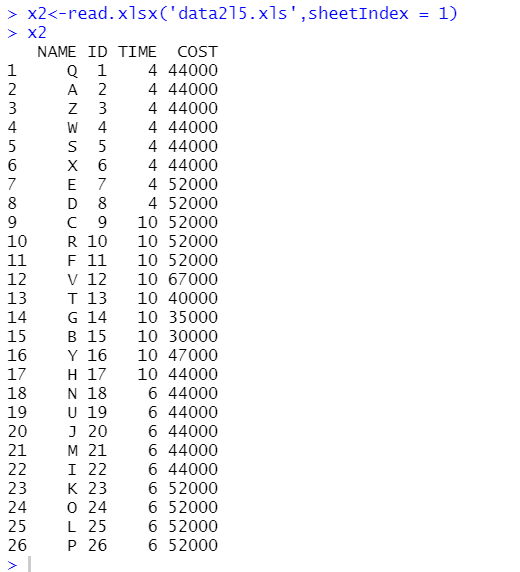 > x2<-read.xlsx('data2l5.xls',sheetIndex = 1)
> x2
   NAME ID TIME  COST
1     Q  1    4 44000
2     A  2    4 44000
3     Z  3    4 44000
4     W  4    4 44000
5     S  5    4 44000
6     X  6    4 44000
7     E  7    4 52000
8     D  8    4 52000
9     C  9   10 52000
10    R 10   10 52000
11    F 11   10 52000
12    V 12   10 67000
13    T 13   10 40000
14    G 14   10 35000
15    B 15   10 30000
16    Y 16   10 47000
17    H 17   10 44000
18    N 18    6 44000
19    U 19    6 44000
20    J 20    6 44000
21    M 21    6 44000
22    I 22    6 44000
23    K 23    6 52000
24    O 24    6 52000
25    L 25    6 52000
26    P 26    6 52000
>